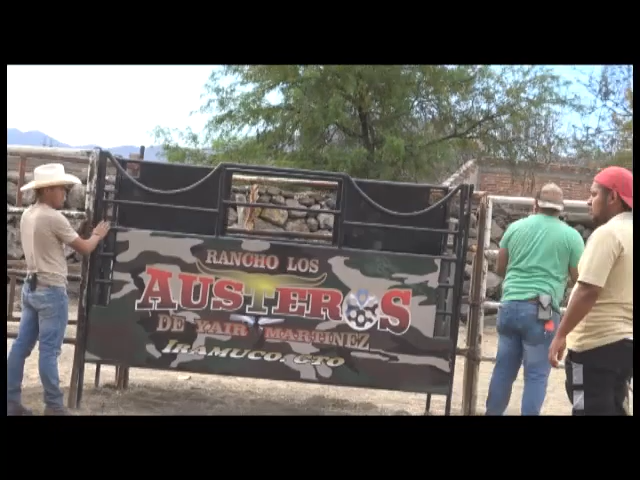 RANCHO LOS
AUSTEROS
DE YAIR MARTINEZ
IRAMUCO, GTO